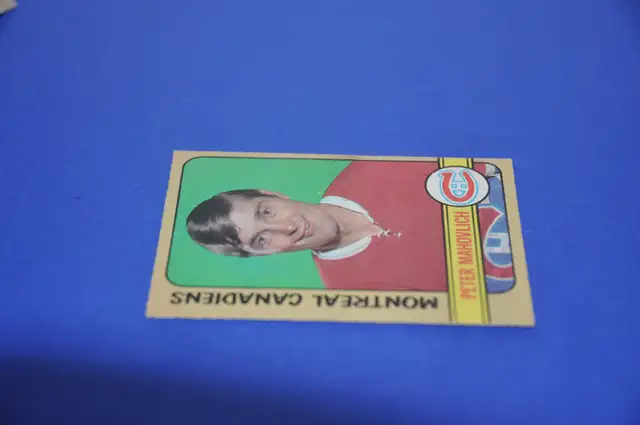 MONTREAL CANADIENS
PETER MAHOVLICH